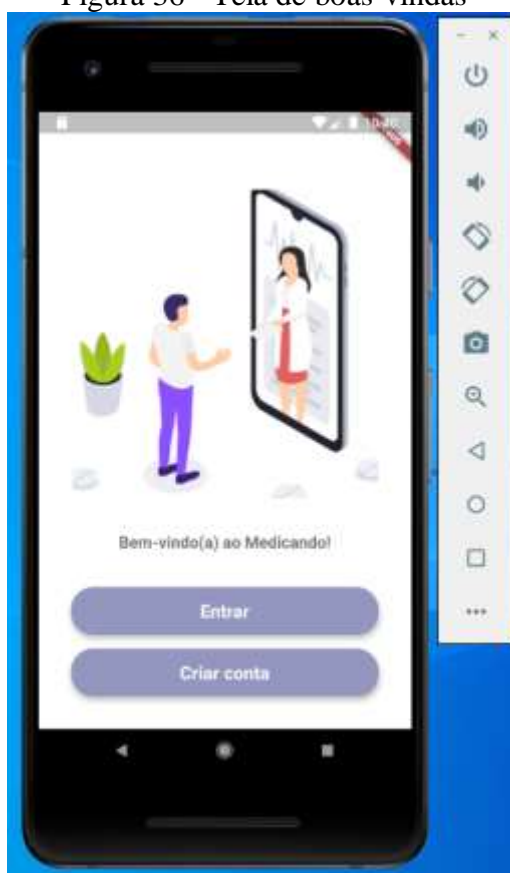 Figura 36 - Tela de boas-vindas
Bem-vindo(a) ao Medicando!
Entrar
Criar conta